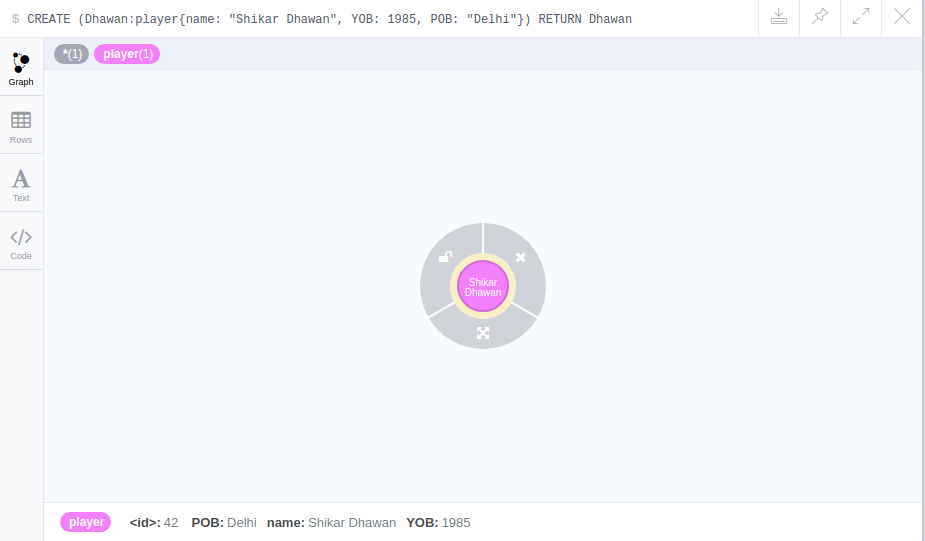 $ CREATE (Dhawan:player{name: "Shikar Dhawan", YOB: 1985, POB: "Delhi"}) RETURN Dhawan
*(1) player(1)
Graph
Rows
Text
Code
Shikar
Dhawan
player <id>: 42 POB: Delhi name: Shikar Dhawan YOB: 1985